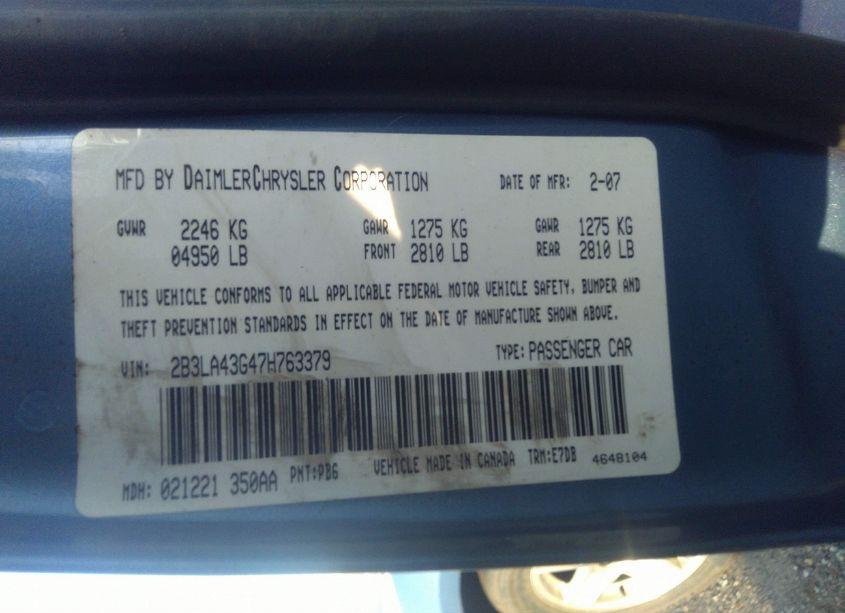 MFD BY DAIMLERCHRYSLER CORPORATION DATE OF MFR: 2-07
GVWR 2246 KG GAWR 1275 KG GAWR 1275 KG
04950 LB FRONT 2810 LB REAR 2810 LB
THIS VEHICLE CONFORMS TO ALL APPLICABLE FEDERAL MOTOR VEHICLE SAFETY, BUMPER AND
THEFT PREVENTION STANDARDS IN EFFECT ON THE DATE OF MANUFACTURE SHOWN ABOVE.
VIN: 2B3LA43G47H763379 TYPE: PASSENGER CAR
MDH: 021221 350AA PNT:PB6 VEHICLE MADE IN CANADA TRM:E7DB 4648104